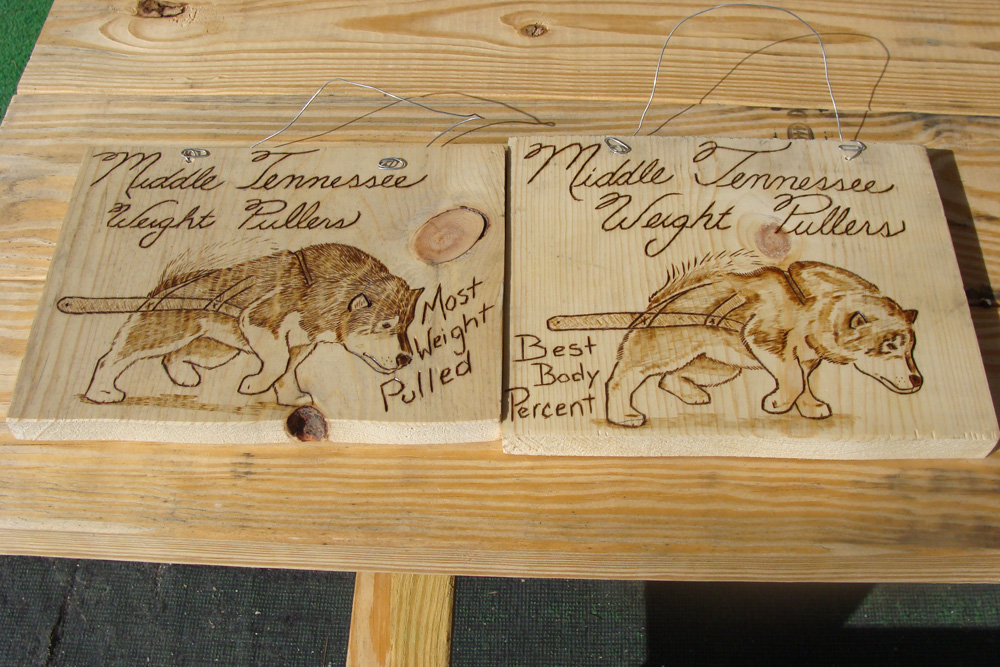 Middle Tennessee
Weight Pullers
Most
Weight
Pulled
Middle Tennessee
Weight Pullers
Best
Body
Percent